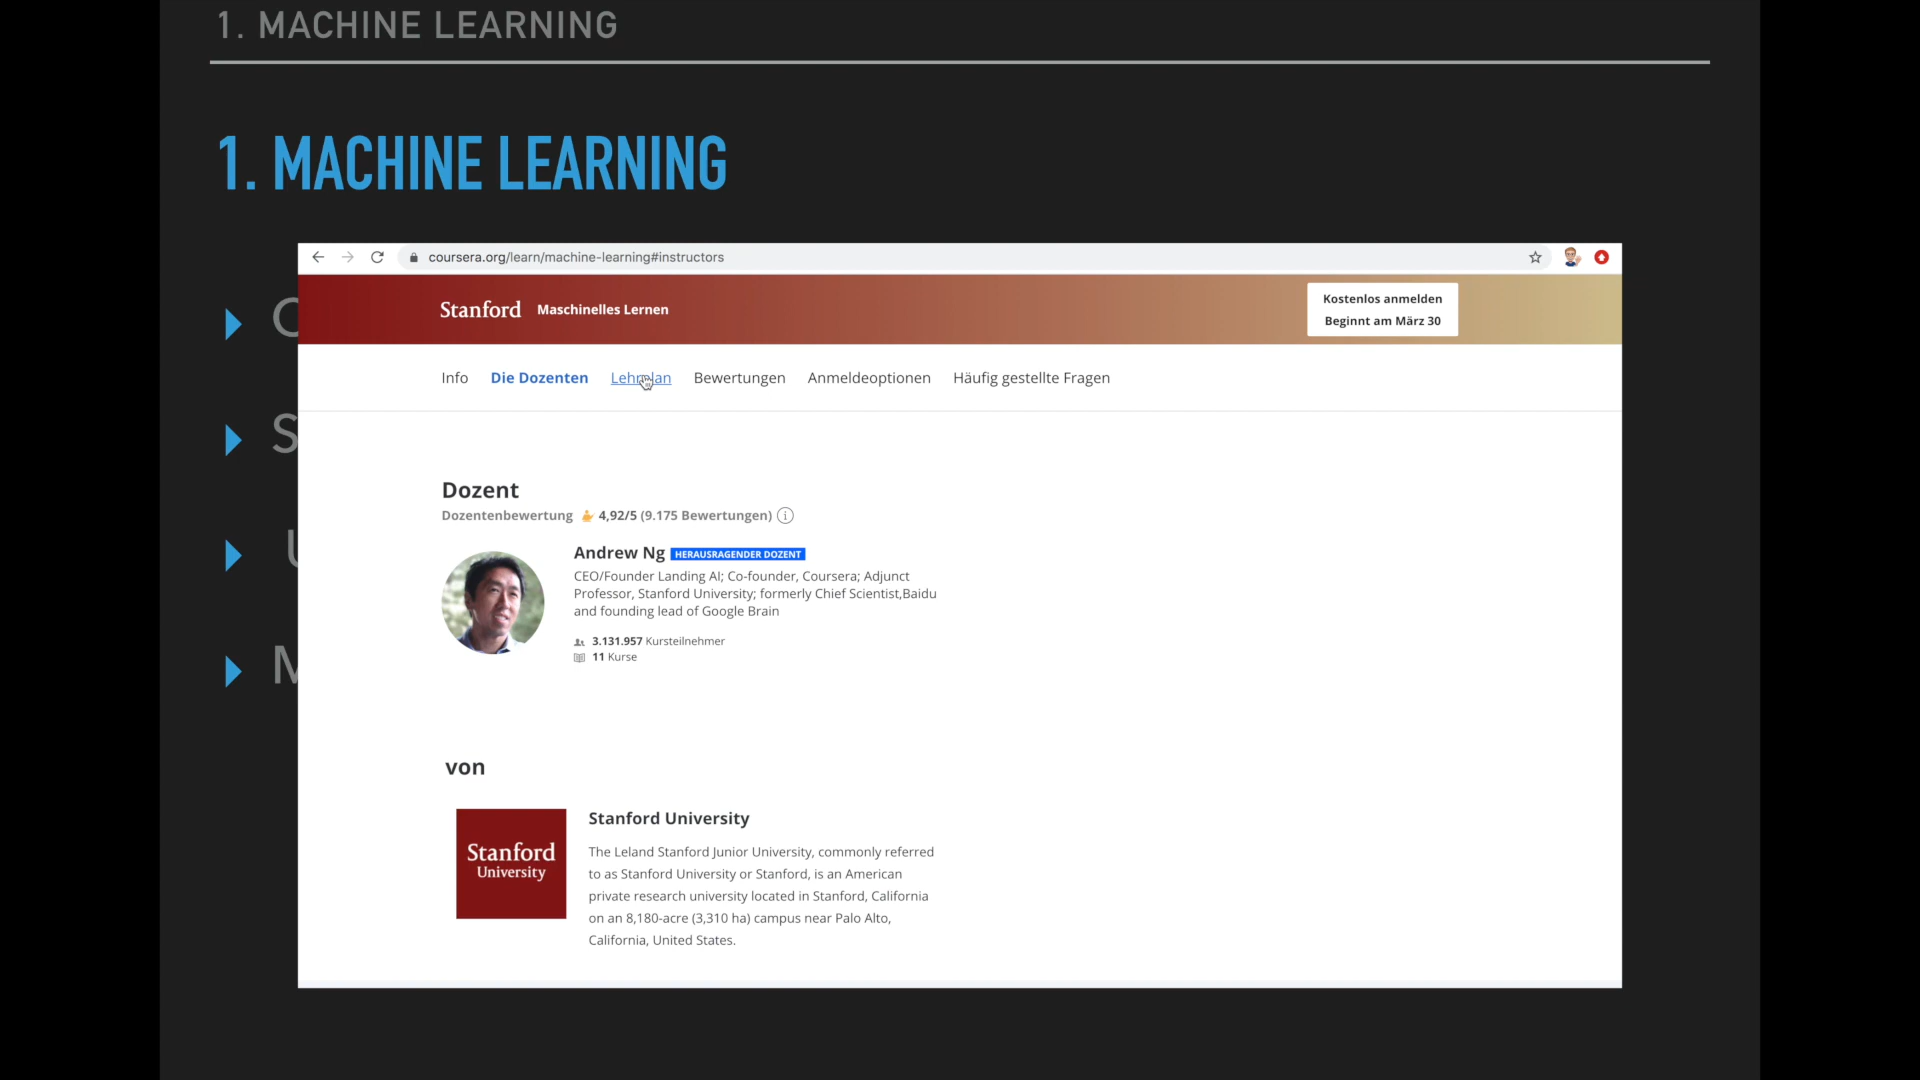 1. MACHINE LEARNING
1. MACHINE LEARNING
coursera.org/learn/machine-learning#instructors
Stanford Maschinelles Lernen
Kostenlos anmelden
Beginnt am März 30
Info Die Dozenten Lehrplan Bewertungen Anmeldeoptionen Häufig gestellte Fragen
Dozent
Dozentenbewertung 4,92/5 (9.175 Bewertungen)
Andrew Ng HERAUSRAGENDER DOZENT
CEO/Founder Landing AI; Co-founder, Coursera; Adjunct
Professor, Stanford University; formerly Chief Scientist,Baidu
and founding lead of Google Brain
3.131.957 Kursteilnehmer
11 Kurse
von
Stanford
University
Stanford University
The Leland Stanford Junior University, commonly referred
to as Stanford University or Stanford, is an American
private research university located in Stanford, California
on an 8,180-acre (3,310 ha) campus near Palo Alto,
California, United States.